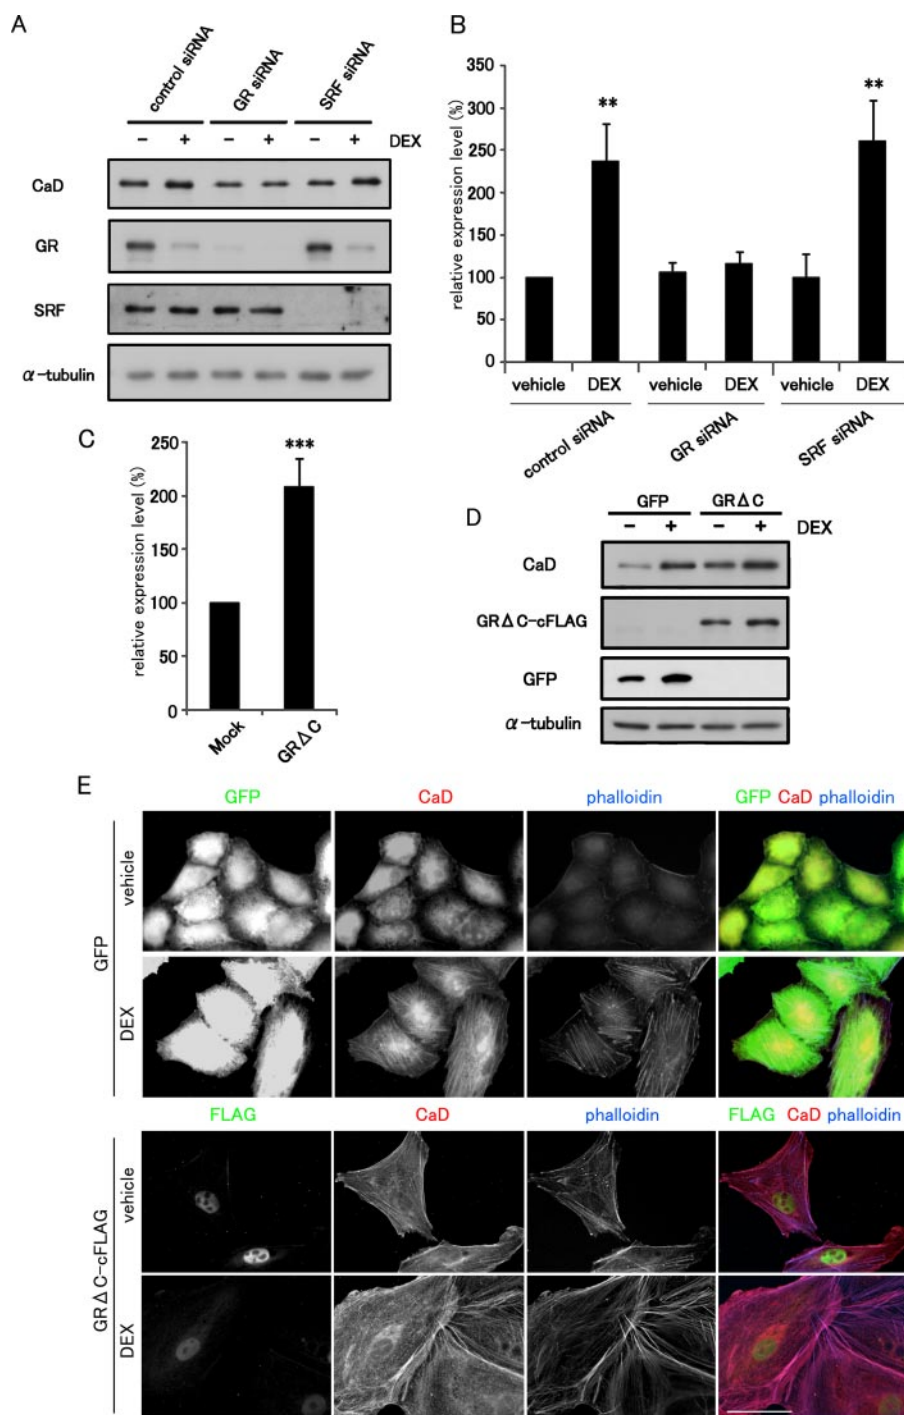 A
control siRNA GR siRNA SRF siRNA
− + − + − + DEX
CaD
GR
SRF
α-tubulin
B
relative expression level (%)
350
300
250
200
150
100
50
0
** **
vehicle DEX vehicle DEX vehicle DEX
control siRNA GR siRNA SRF siRNA
C
relative expression level (%)
250
200
150
100
50
0
***
Mock GRΔC
D
GFP GRΔC
− + − + DEX
CaD
GRΔC-cFLAG
GFP
α-tubulin
E
GFP CaD phalloidin GFP CaD phalloidin
GFP
vehicle
DEX
FLAG CaD phalloidin FLAG CaD phalloidin
GRΔC-cFLAG
vehicle
DEX